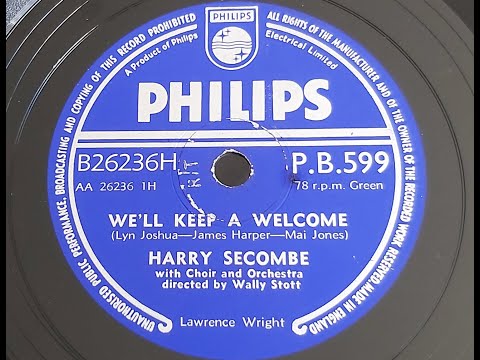 ALL RIGHTS OF THE MANUFACTURER AND OF THE OWNER OF THE RECORDED WORK RESERVED. MADE IN ENGLAND
UNAUTHORISED PUBLIC PERFORMANCE, BROADCASTING AND COPYING OF THIS RECORD PROHIBITED
PHILIPS
A Product of Philips
Electrical Limited
PHILIPS
B26236H
P.B.599
AA 26236 1H
78 r.p.m. Green
WE'LL KEEP A WELCOME
(Lyn Joshua—James Harper—Mai Jones)
HARRY SECOMBE
with Choir and Orchestra
directed by Wally Stott
Lawrence Wright